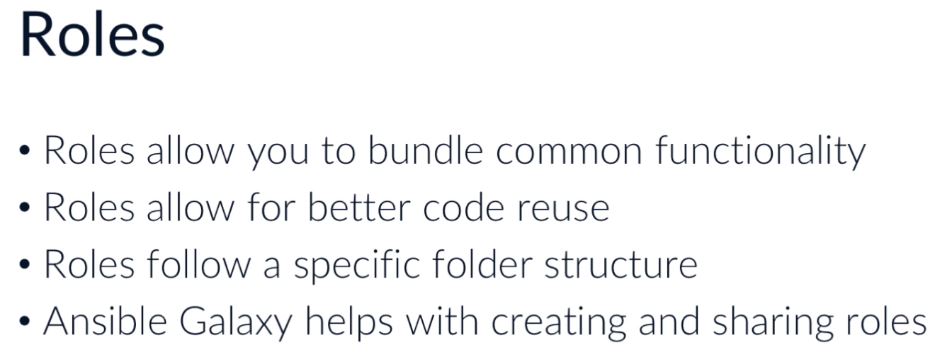 Roles
• Roles allow you to bundle common functionality
• Roles allow for better code reuse
• Roles follow a specific folder structure
• Ansible Galaxy helps with creating and sharing roles